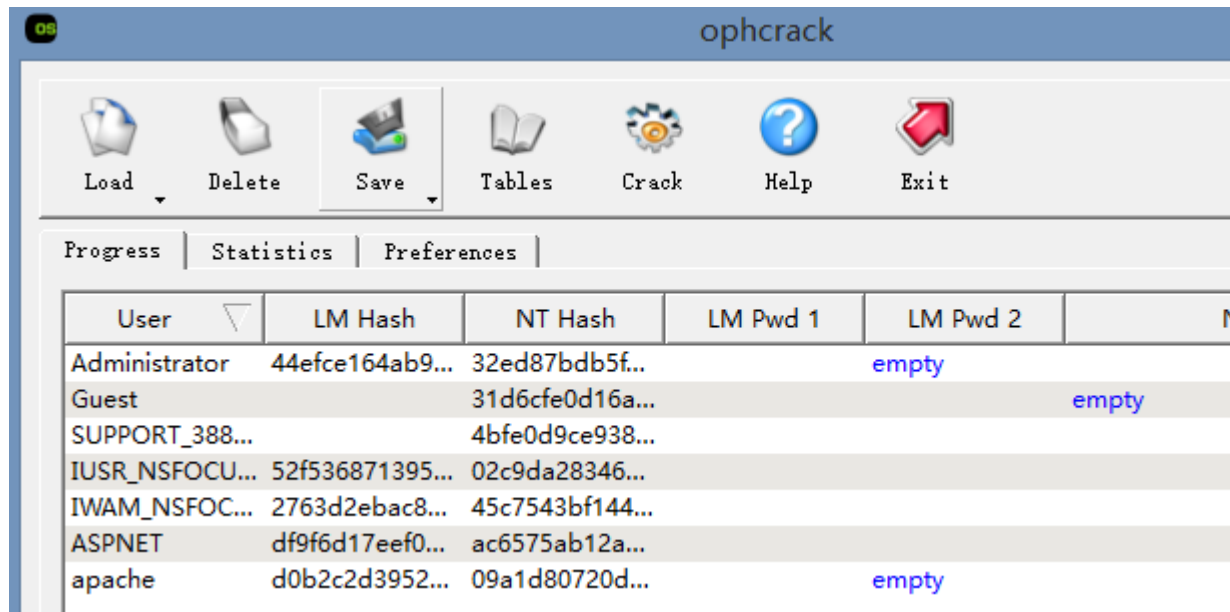 OS
ophcrack
Load Delete Save Tables Crack Help Exit
Progress Statistics Preferences
User LM Hash NT Hash LM Pwd 1 LM Pwd 2 N
Administrator 44efce164ab9... 32ed87bdb5f... empty
Guest 31d6cfe0d16a... empty
SUPPORT_388... 4bfe0d9ce938...
IUSR_NSFOCU... 52f536871395... 02c9da28346...
IWAM_NSFOC... 2763d2ebac8... 45c7543bf144...
ASPNET df9f6d17eef0... ac6575ab12a...
apache d0b2c2d3952... 09a1d80720d... empty